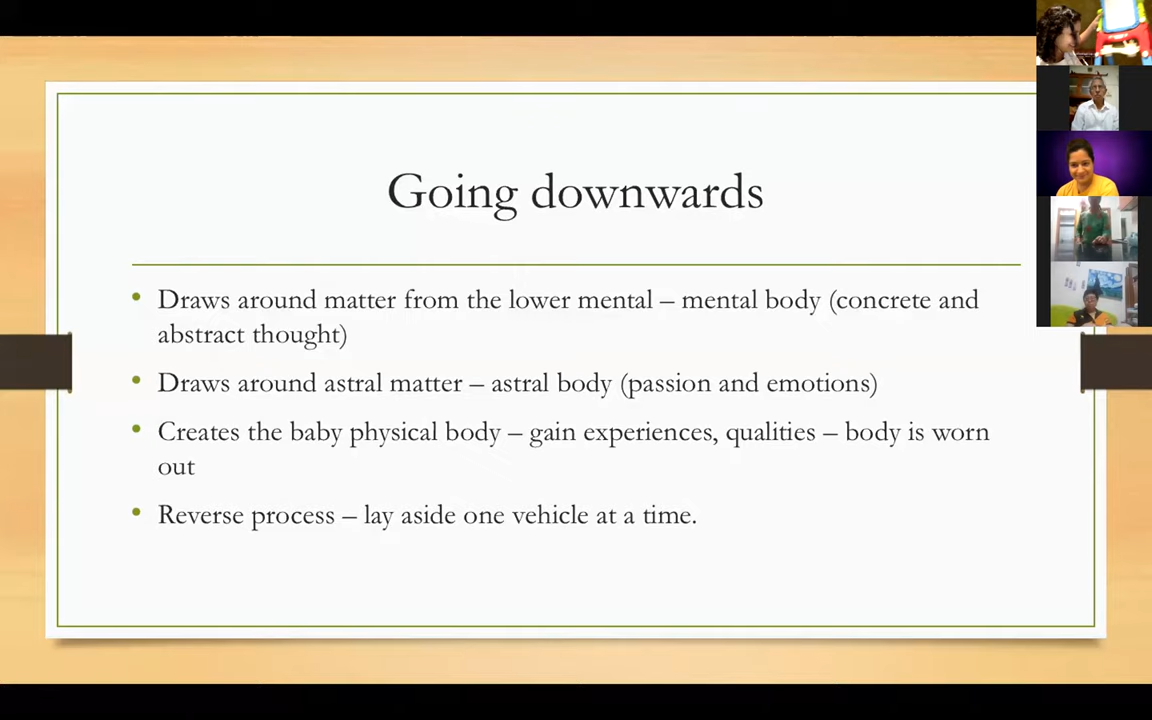 Going downwards
• Draws around matter from the lower mental – mental body (concrete and
abstract thought)
• Draws around astral matter – astral body (passion and emotions)
• Creates the baby physical body – gain experiences, qualities – body is worn
out
• Reverse process – lay aside one vehicle at a time.